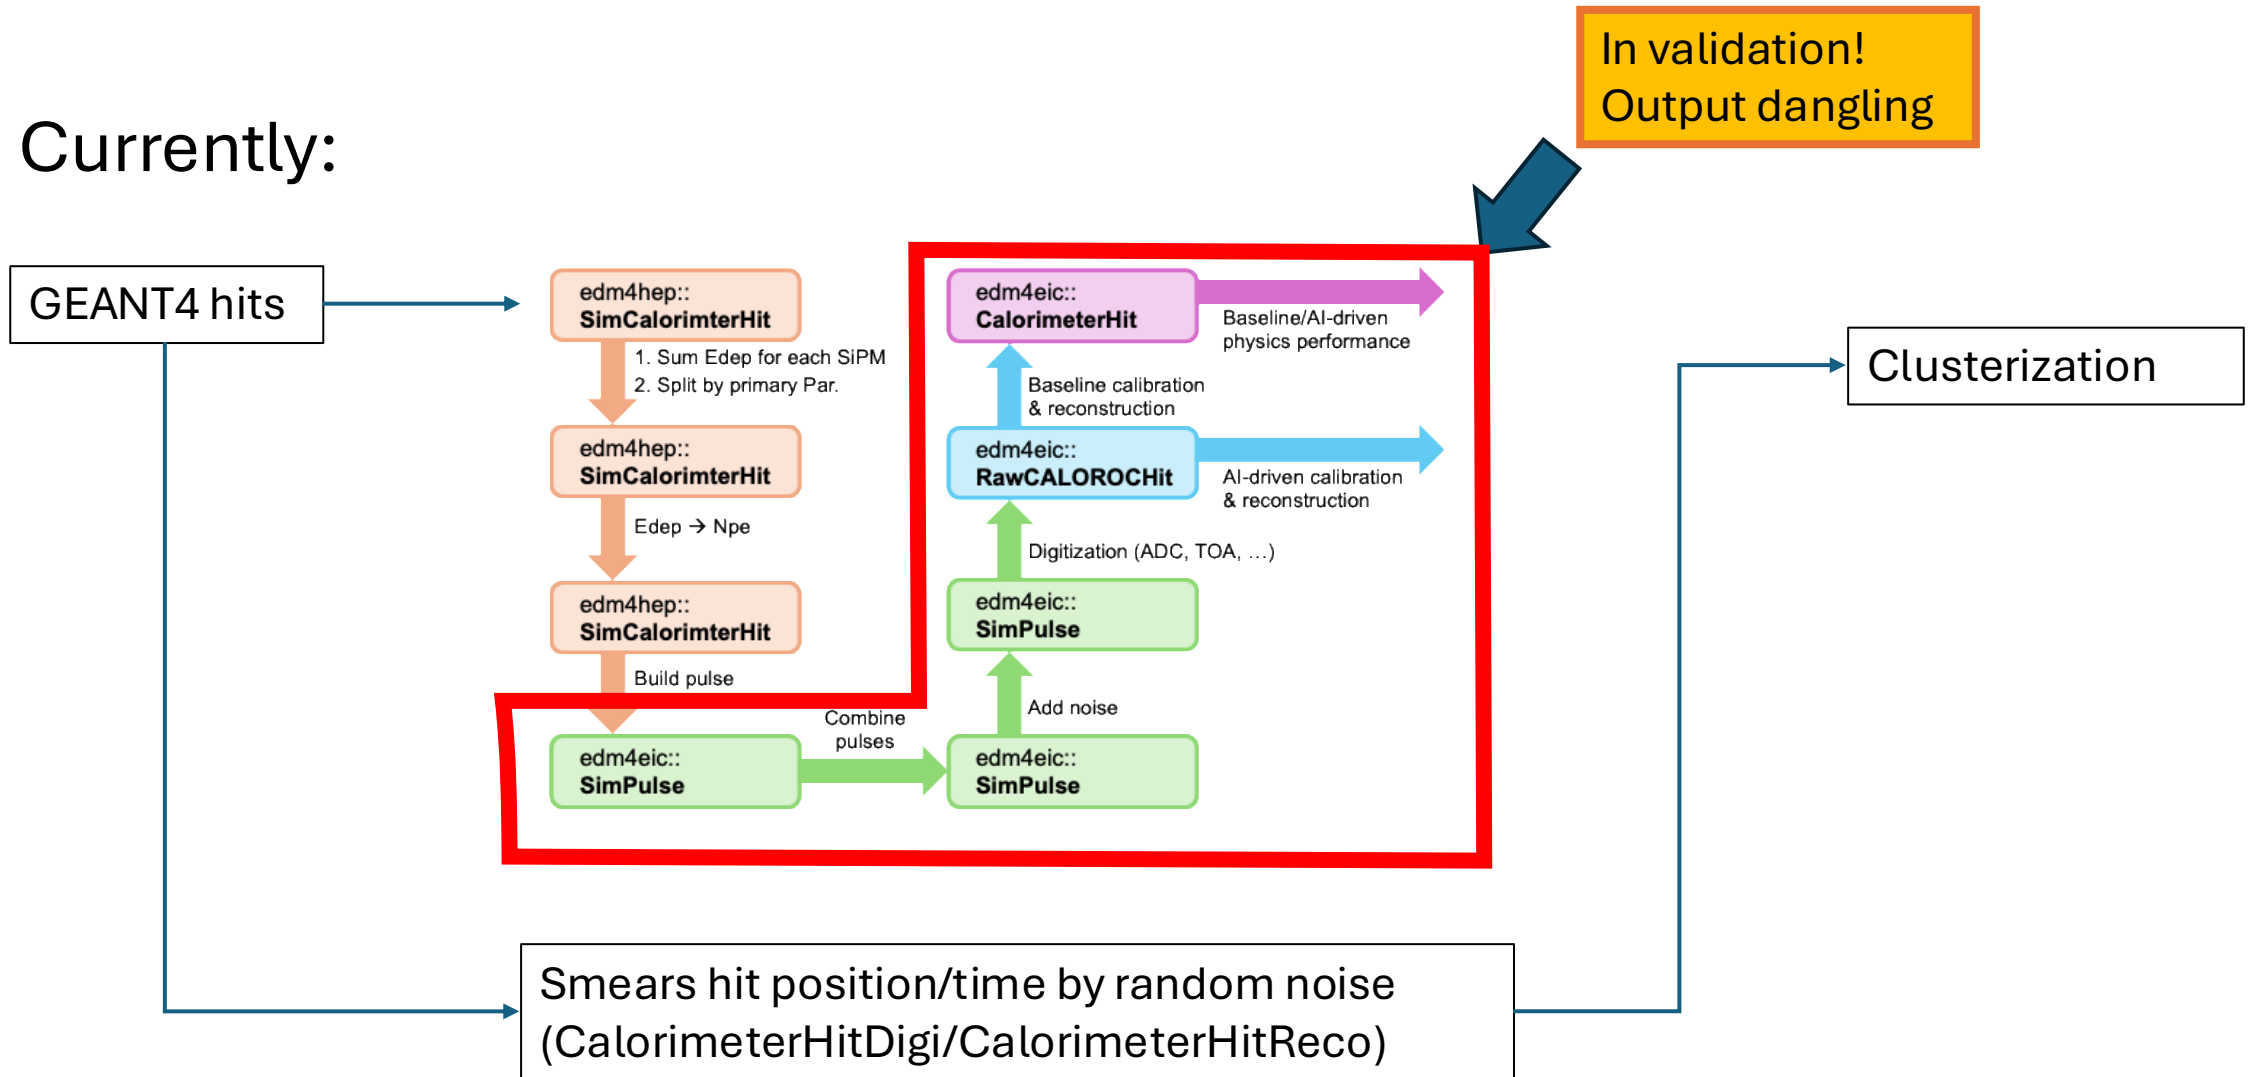 In validation!
Output dangling
Currently:
GEANT4 hits
edm4hep::
SimCalorimterHit
1. Sum Edep for each SiPM
2. Split by primary Par.
edm4hep::
SimCalorimterHit
Edep → Npe
edm4hep::
SimCalorimterHit
Build pulse
edm4eic::
SimPulse
Combine
pulses
edm4eic::
SimPulse
Add noise
edm4eic::
SimPulse
Digitization (ADC, TOA, ...)
edm4eic::
RawCALOROCHit
AI-driven calibration
& reconstruction
Baseline calibration
& reconstruction
edm4eic::
CalorimeterHit
Baseline/AI-driven
physics performance
Clusterization
Smears hit position/time by random noise
(CalorimeterHitDigi/CalorimeterHitReco)